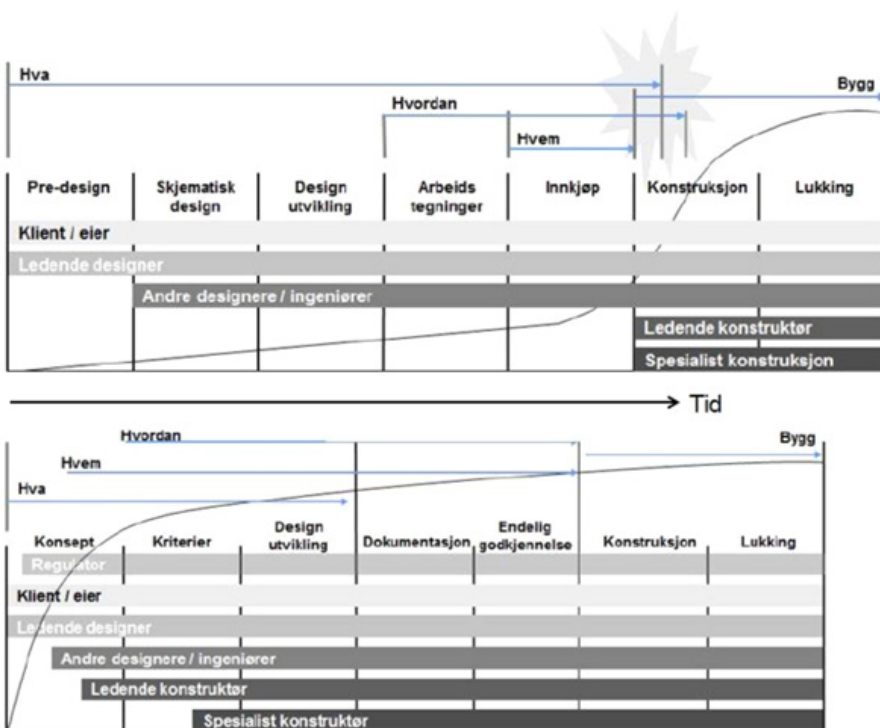 Hva
Bygg
Hvordan
Hvem
Pre-design
Skjematisk
design
Design
utvikling
Arbeids
tegninger
Innkjøp
Konstruksjon
Lukking
Klient / eier
Ledende designer
Andre designere / ingeniører
Ledende konstruktør
Spesialist konstruksjon
Tid
Hvordan
Bygg
Hvem
Hva
Konsept
Kriterier
Design
utvikling
Dokumentasjon
Endelig
godkjennelse
Konstruksjon
Lukking
Regulator
Klient / eier
Ledende designer
Andre designere / ingeniører
Ledende konstruktør
Spesialist konstruktør